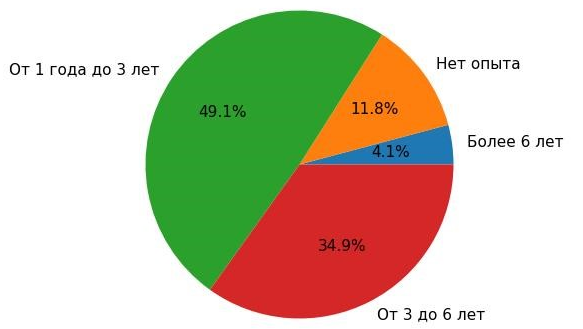 От 1 года до 3 лет
49.1%
Нет опыта
11.8%
Более 6 лет
4.1%
34.9%
От 3 до 6 лет